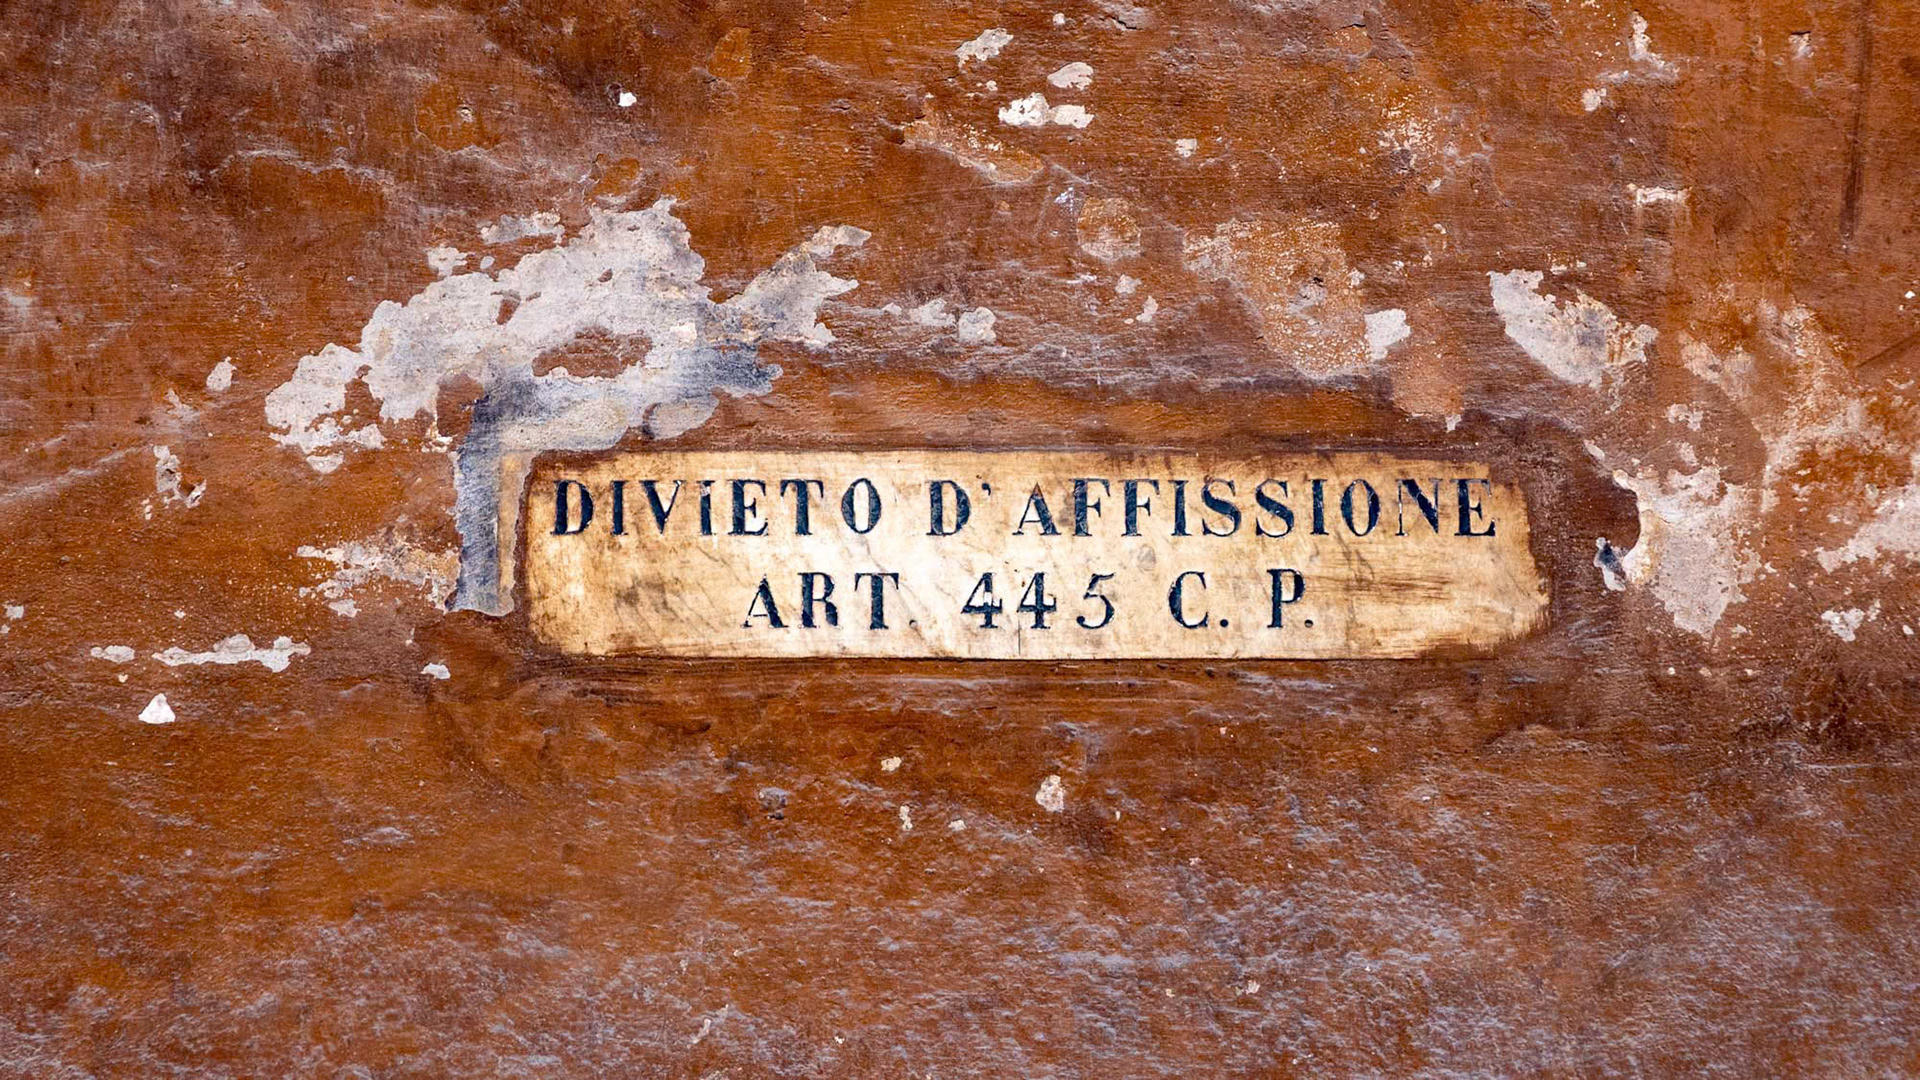 DIVIETO D'AFFISSIONE
ART. 445 C. P.